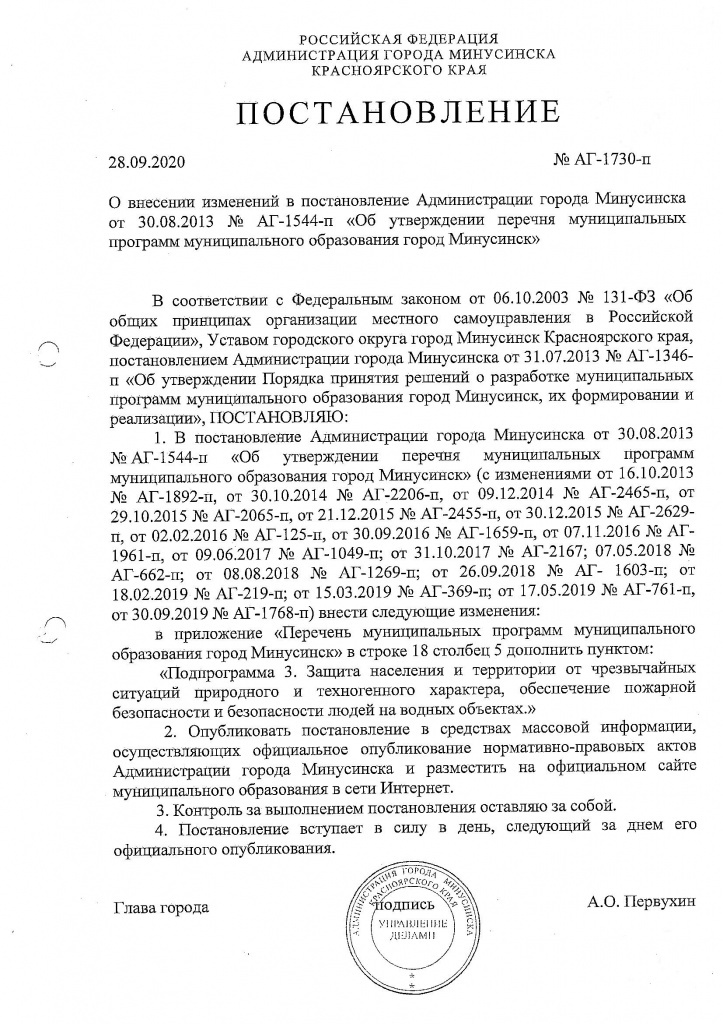 РОССИЙСКАЯ ФЕДЕРАЦИЯ
АДМИНИСТРАЦИЯ ГОРОДА МИНУСИНСКА
КРАСНОЯРСКОГО КРАЯ
ПОСТАНОВЛЕНИЕ
28.09.2020 № АГ-1730-п
О внесении изменений в постановление Администрации города Минусинска
от 30.08.2013 № АГ-1544-п «Об утверждении перечня муниципальных
программ муниципального образования город Минусинск»
В соответствии с Федеральным законом от 06.10.2003 № 131-ФЗ «Об
общих принципах организации местного самоуправления в Российской
Федерации», Уставом городского округа город Минусинск Красноярского края,
постановлением Администрации города Минусинска от 31.07.2013 № АГ-1346-
п «Об утверждении Порядка принятия решений о разработке муниципальных
программ муниципального образования город Минусинск, их формировании и
реализации», ПОСТАНОВЛЯЮ:
1. В постановление Администрации города Минусинска от 30.08.2013
№ АГ-1544-п «Об утверждении перечня муниципальных программ
муниципального образования город Минусинск» (с изменениями от 16.10.2013
№ АГ-1892-п, от 30.10.2014 № АГ-2206-п, от 09.12.2014 № АГ-2465-п, от
29.10.2015 № АГ-2065-п, от 21.12.2015 № АГ-2455-п, от 30.12.2015 № АГ-2629-
п, от 02.02.2016 № АГ-125-п, от 30.09.2016 № АГ-1659-п, от 07.11.2016 № АГ-
1961-п, от 09.06.2017 № АГ-1049-п; от 31.10.2017 № АГ-2167; 07.05.2018 №
АГ-662-п; от 08.08.2018 № АГ-1269-п; от 26.09.2018 № АГ- 1603-п; от
18.02.2019 № АГ-219-п; от 15.03.2019 № АГ-369-п; от 17.05.2019 № АГ-761-п,
от 30.09.2019 № АГ-1768-п) внести следующие изменения:
в приложение «Перечень муниципальных программ муниципального
образования город Минусинск» в строке 18 столбец 5 дополнить пунктом:
«Подпрограмма 3. Защита населения и территории от чрезвычайных
ситуаций природного и техногенного характера, обеспечение пожарной
безопасности и безопасности людей на водных объектах.»
2. Опубликовать постановление в средствах массовой информации,
осуществляющих официальное опубликование нормативно-правовых актов
Администрации города Минусинска и разместить на официальном сайте
муниципального образования в сети Интернет.
3. Контроль за выполнением постановления оставляю за собой.
4. Постановление вступает в силу в день, следующий за днем его
официального опубликования.
Глава города подпись А.О. Первухин
АДМИНИСТРАЦИЯ ГОРОДА МИНУСИНСКА
КРАСНОЯРСКОГО КРАЯ
УПРАВЛЕНИЕ
ДЕЛАМИ